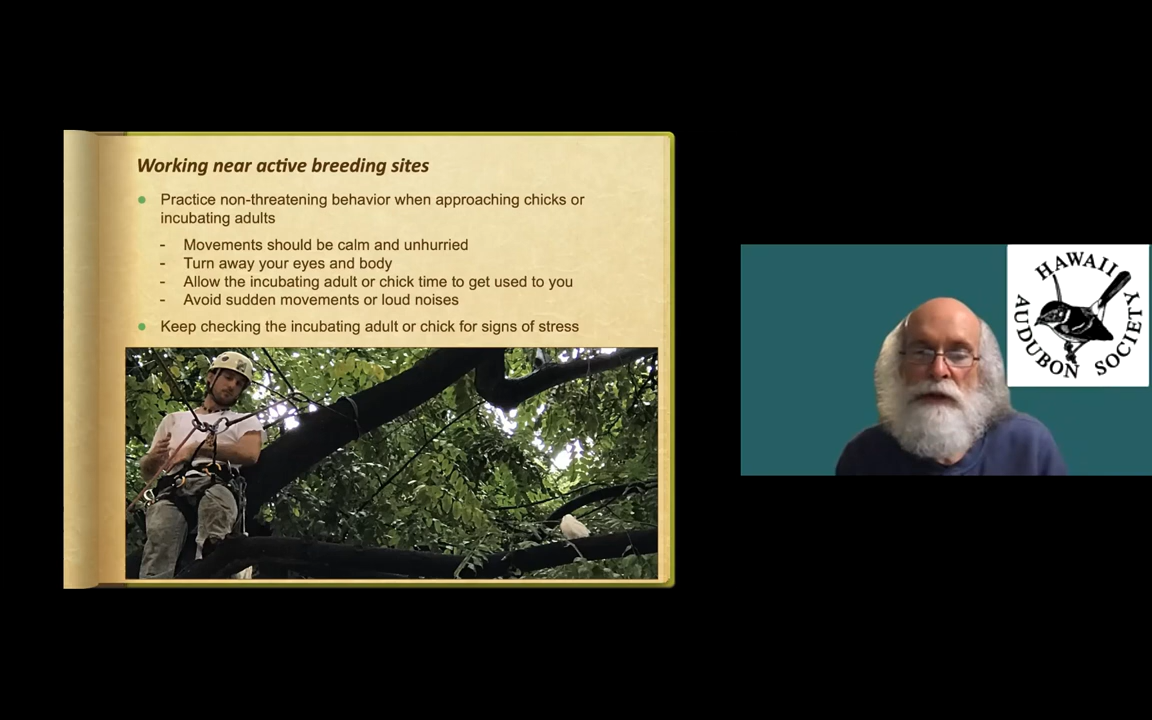 Working near active breeding sites
● Practice non-threatening behavior when approaching chicks or
incubating adults
- Movements should be calm and unhurried
- Turn away your eyes and body
- Allow the incubating adult or chick time to get used to you
- Avoid sudden movements or loud noises
● Keep checking the incubating adult or chick for signs of stress
HAWAII
AUDUBON SOCIETY